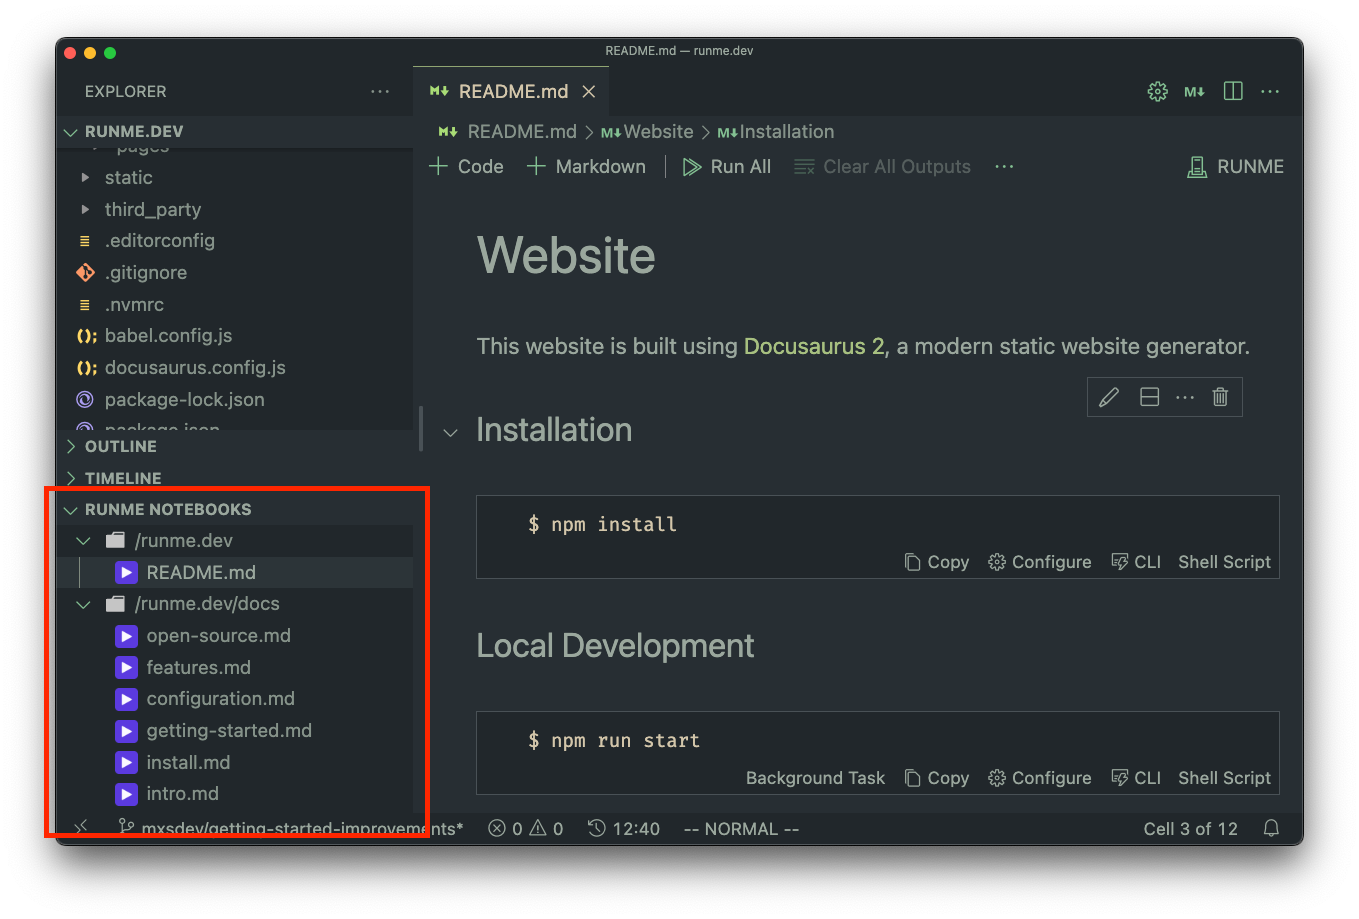 README.md — runme.dev
EXPLORER
RUNME.DEV
pages
static
third_party
.editorconfig
.gitignore
.nvmrc
babel.config.js
docusaurus.config.js
package-lock.json
package.json
OUTLINE
TIMELINE
RUNME NOTEBOOKS
/runme.dev
README.md
/runme.dev/docs
open-source.md
features.md
configuration.md
getting-started.md
install.md
intro.md
README.md
README.md > Website > Installation
+ Code + Markdown | Run All Clear All Outputs ... RUNME
Website
This website is built using Docusaurus 2, a modern static website generator.
Installation
$ npm install
Copy Configure CLI Shell Script
Local Development
$ npm run start
Background Task Copy Configure CLI Shell Script
mxsdev/getting-started-improvements* 0 0 12:40 -- NORMAL -- Cell 3 of 12